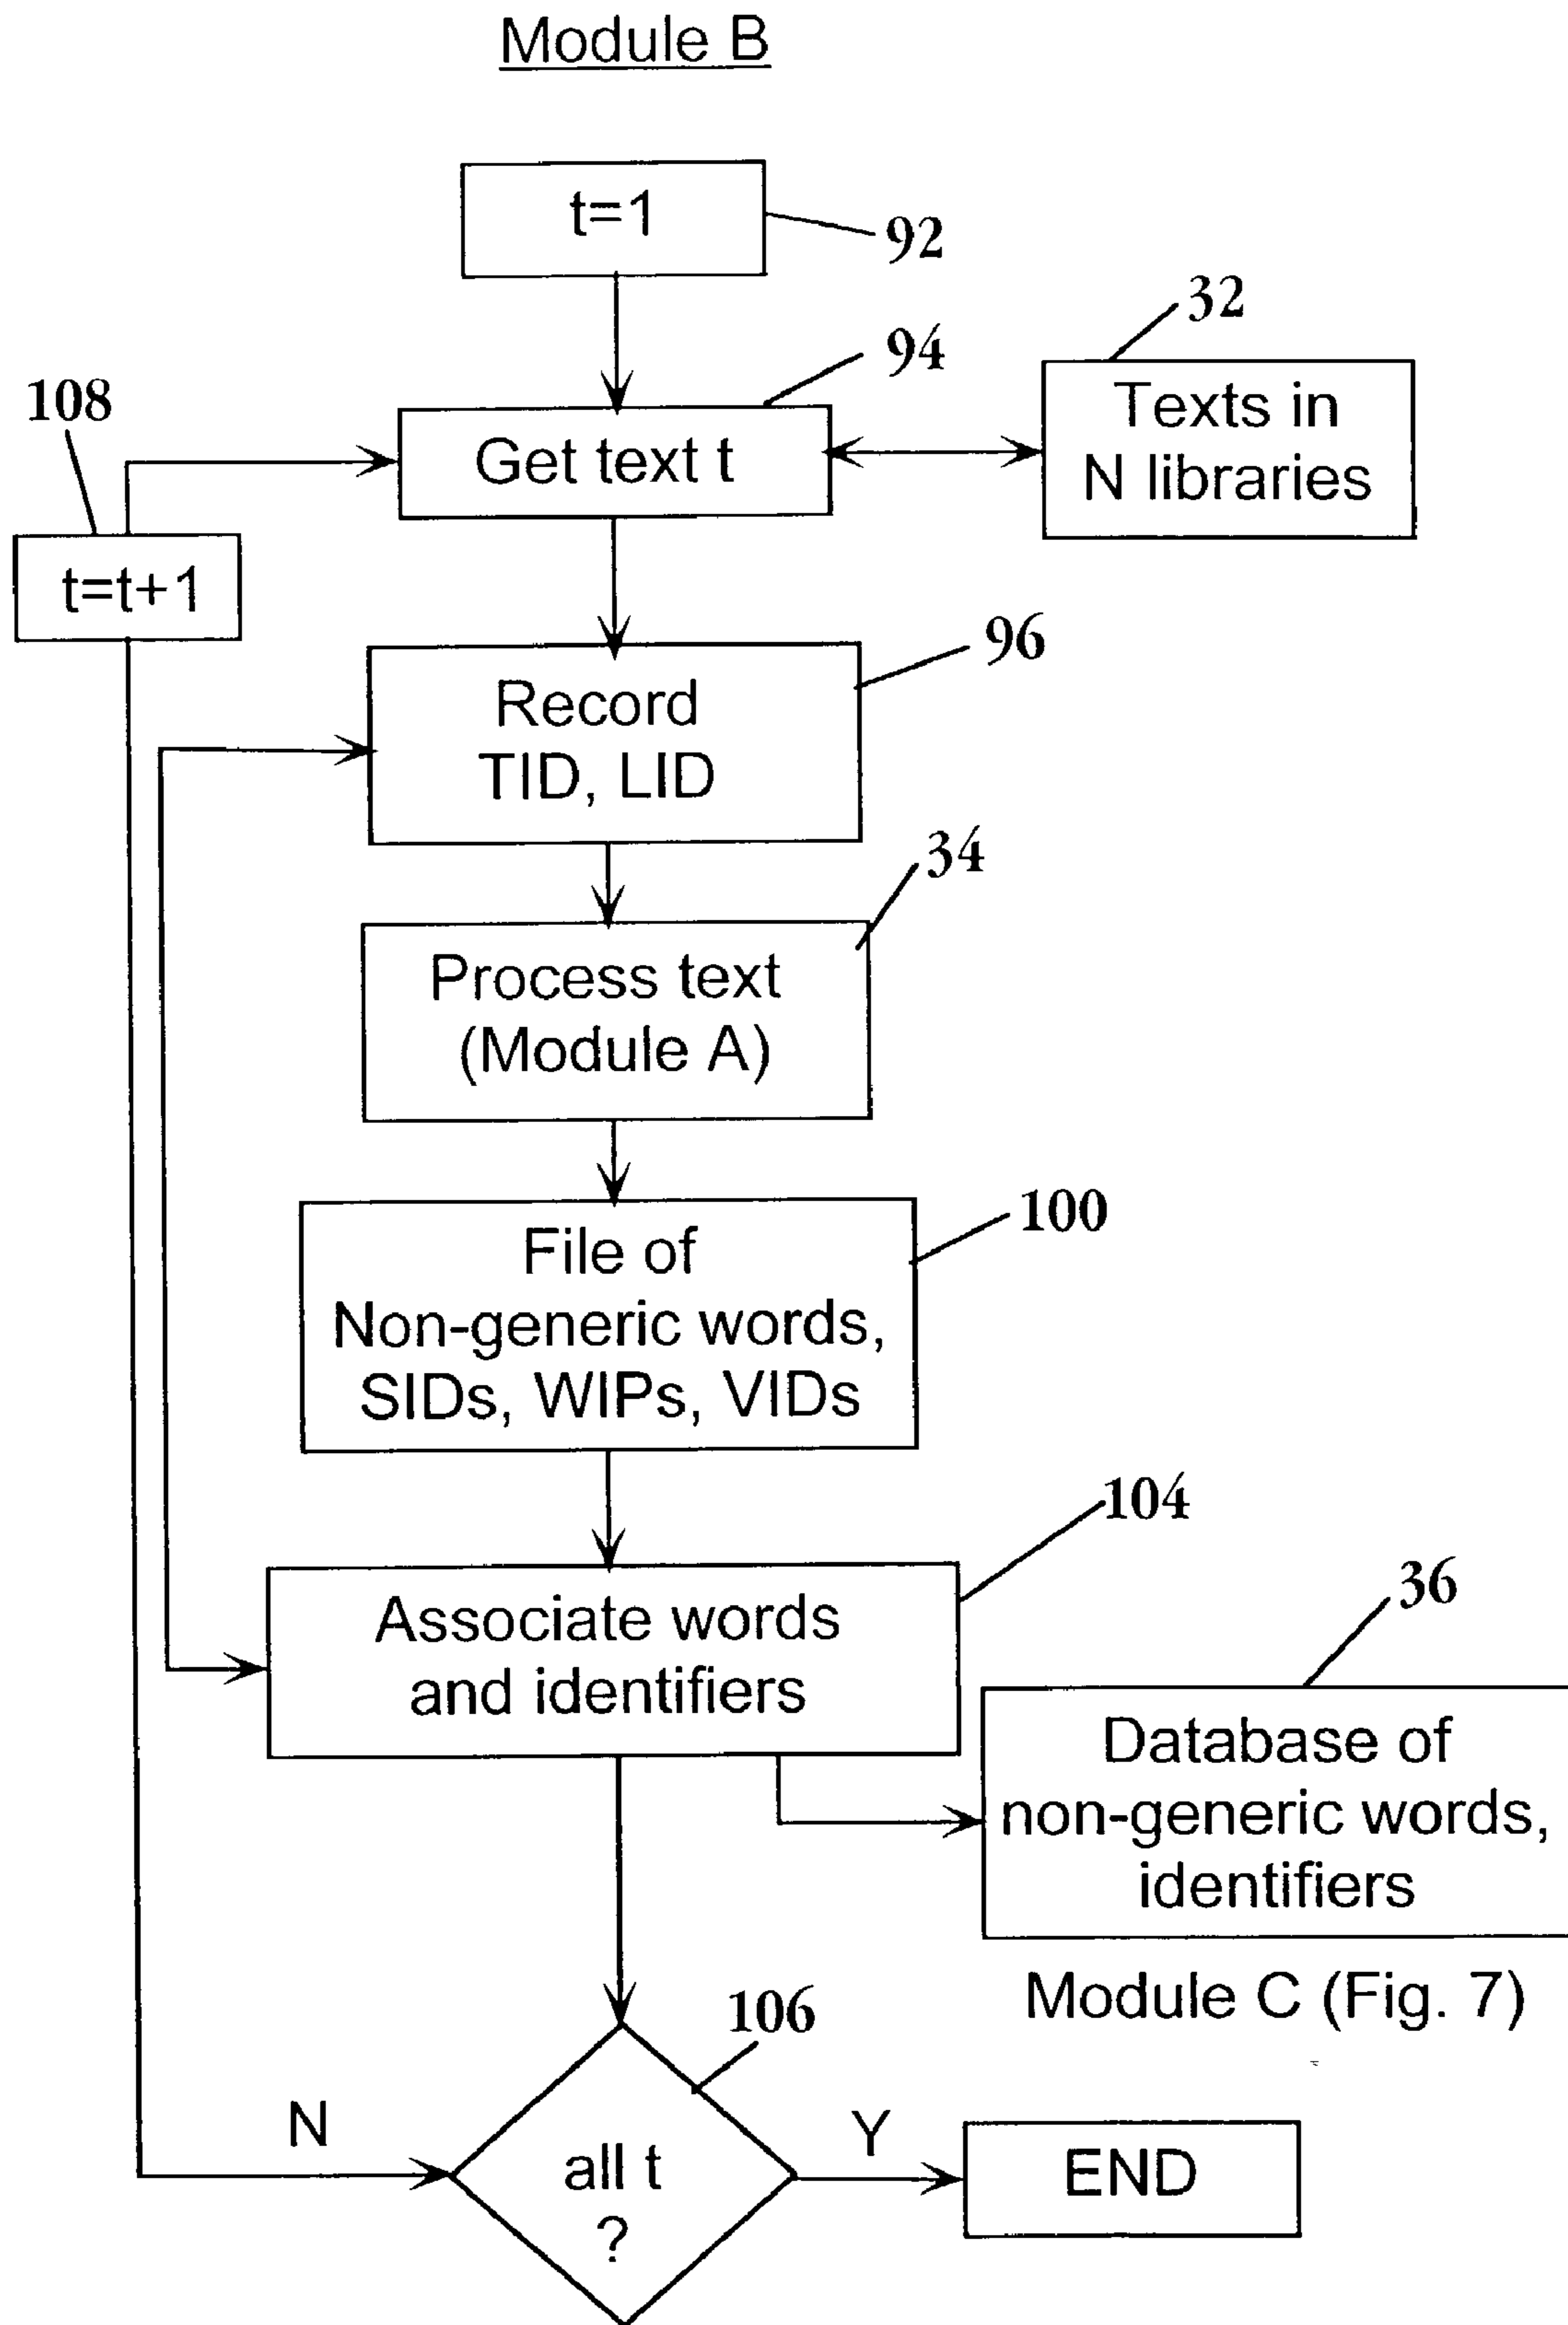 Module B
t=1
92
32
94
Texts in
N libraries
108
Get text t
t=t+1
96
Record
TID, LID
34
Process text
(Module A)
100
File of
Non-generic words,
SIDs, WIPs, VIDs
104
36
Associate words
and identifiers
Database of
non-generic words,
identifiers
Module C (Fig. 7)
106
N
Y
all t
?
END